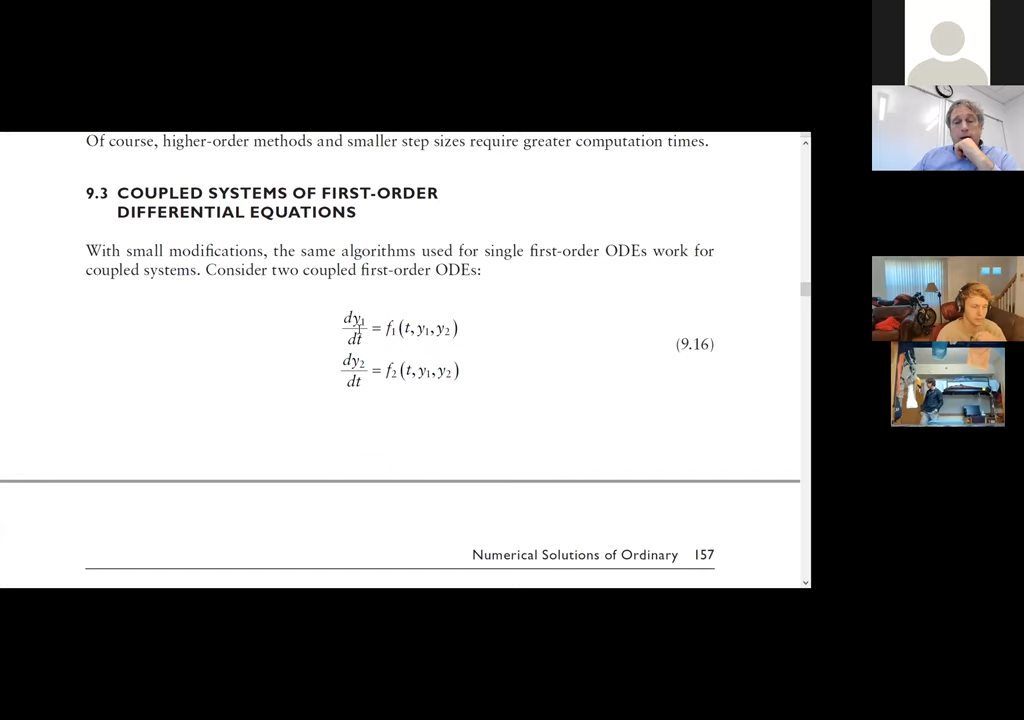 Of course, higher-order methods and smaller step sizes require greater computation times.
9.3 COUPLED SYSTEMS OF FIRST-ORDER
DIFFERENTIAL EQUATIONS
With small modifications, the same algorithms used for single first-order ODEs work for
coupled systems. Consider two coupled first-order ODEs:
dy₁/dt = f₁(t, y₁, y₂)
(9.16)
dy₂/dt = f₂(t, y₁, y₂)
Numerical Solutions of Ordinary 157